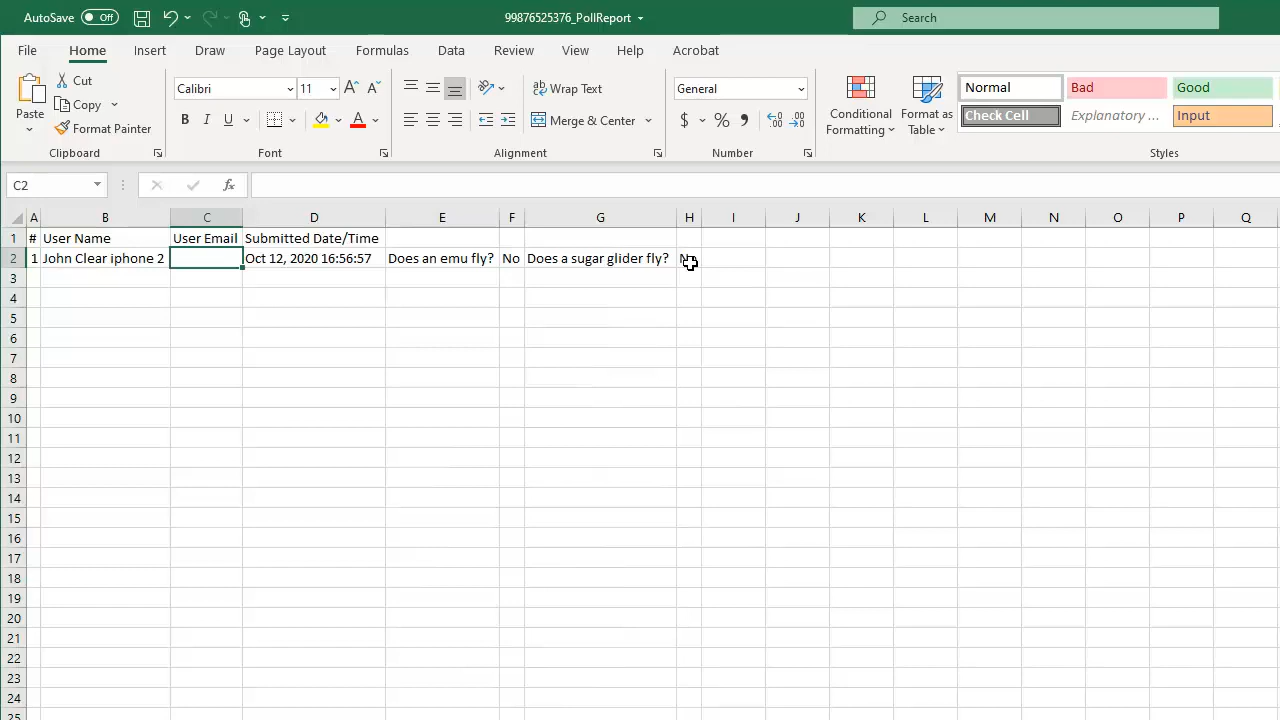 AutoSave Off 99876525376_PollReport Search
File Home Insert Draw Page Layout Formulas Data Review View Help Acrobat
Paste Cut Copy Format Painter
Clipboard
Calibri 11
B I U A
Font
ab Wrap Text
Merge & Center
Alignment
General
$ % ,
Number
Conditional Formatting
Format as Table
Normal Bad Good
Check Cell Explanatory ... Input
Styles
C2 fx
A B C D E F G H I J K L M N O P Q
1 # User Name User Email Submitted Date/Time
2 1 John Clear iphone 2 Oct 12, 2020 16:56:57 Does an emu fly? No Does a sugar glider fly?
3
4
5
6
7
8
9
10
11
12
13
14
15
16
17
18
19
20
21
22
23
24
25